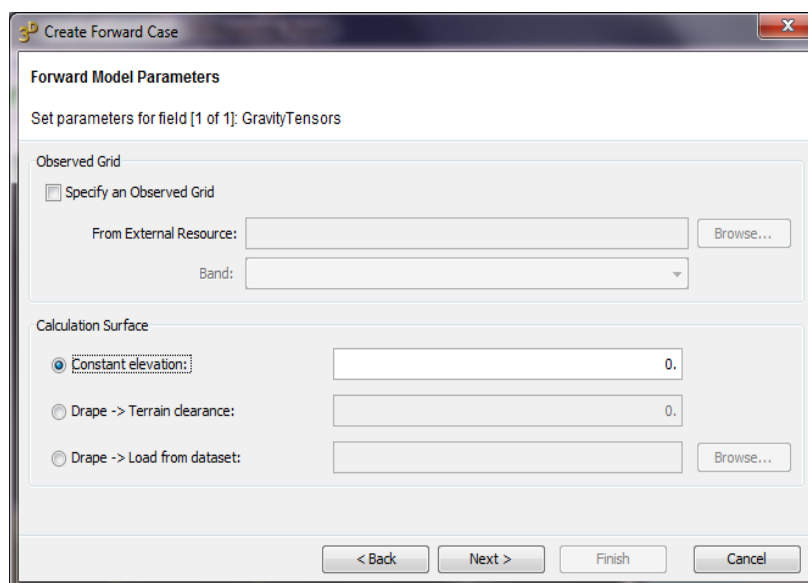 3D Create Forward Case
X
Forward Model Parameters
Set parameters for field [1 of 1]: GravityTensors
Observed Grid
Specify an Observed Grid
From External Resource: Browse...
Band:
Calculation Surface
Constant elevation: 0.
Drape -> Terrain clearance: 0.
Drape -> Load from dataset: Browse...
< Back Next > Finish Cancel